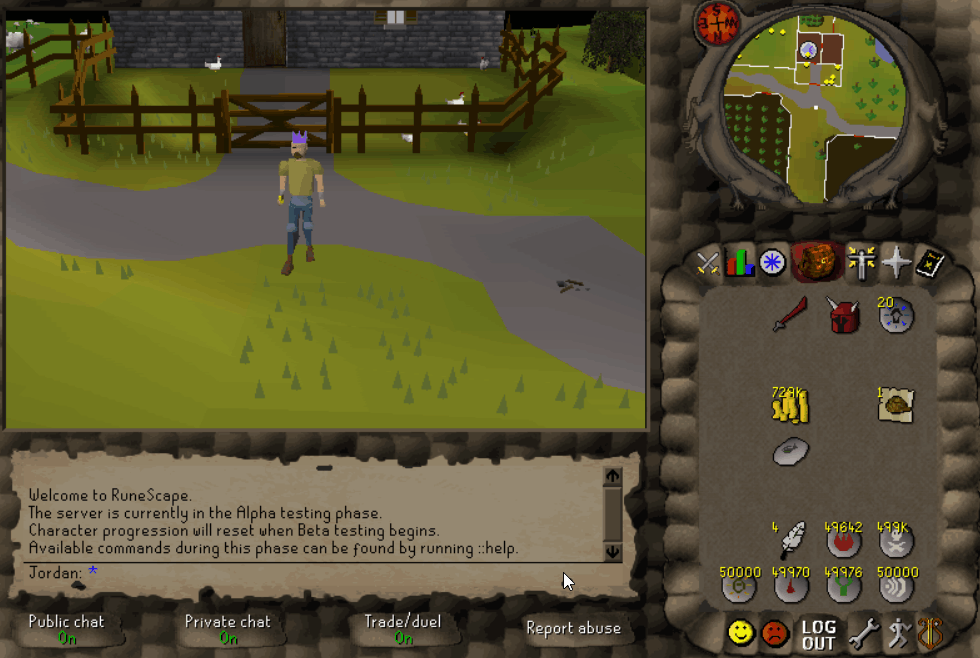 S
N
20
729K
1
4
49642
499K
50000
49970
49976
50000
Welcome to RuneScape.
The server is currently in the Alpha testing phase.
Character progression will reset when Beta testing begins.
Available commands during this phase can be found by running ::help.
Jordan: *
Public chat
On
Private chat
On
Trade/duel
On
Report abuse
LOG
OUT